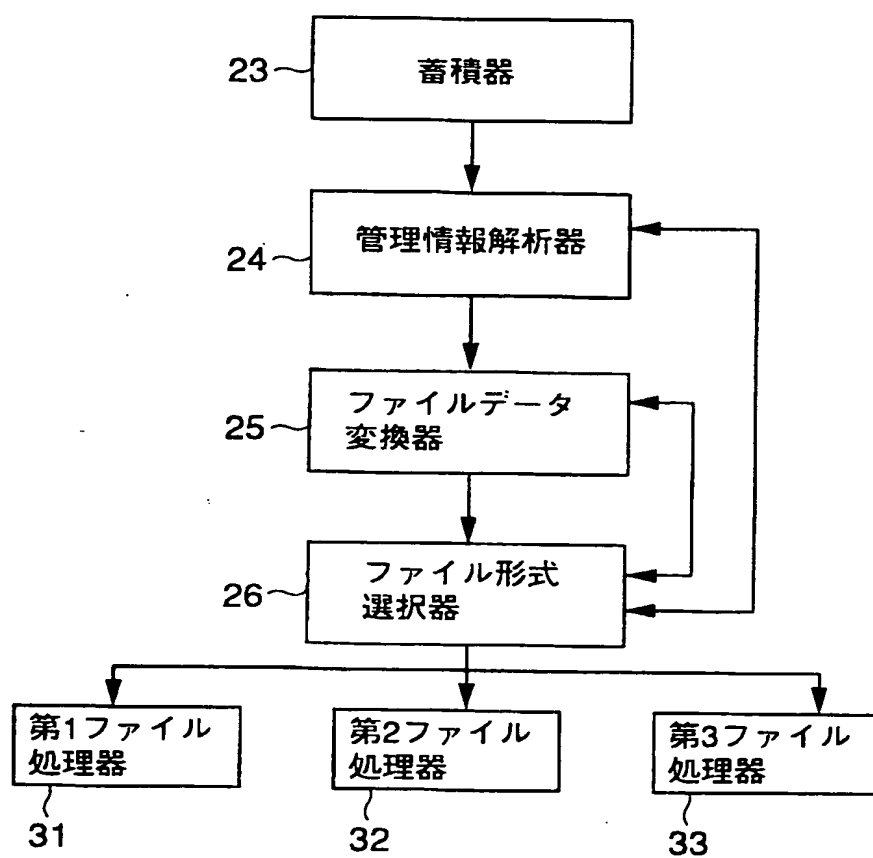 23
蓄積器
管理情報解析器
24
ファイルデータ
変換器
25
ファイル形式
選択器
26
第1ファイル
処理器
第2ファイル
処理器
第3ファイル
処理器
31
32
33